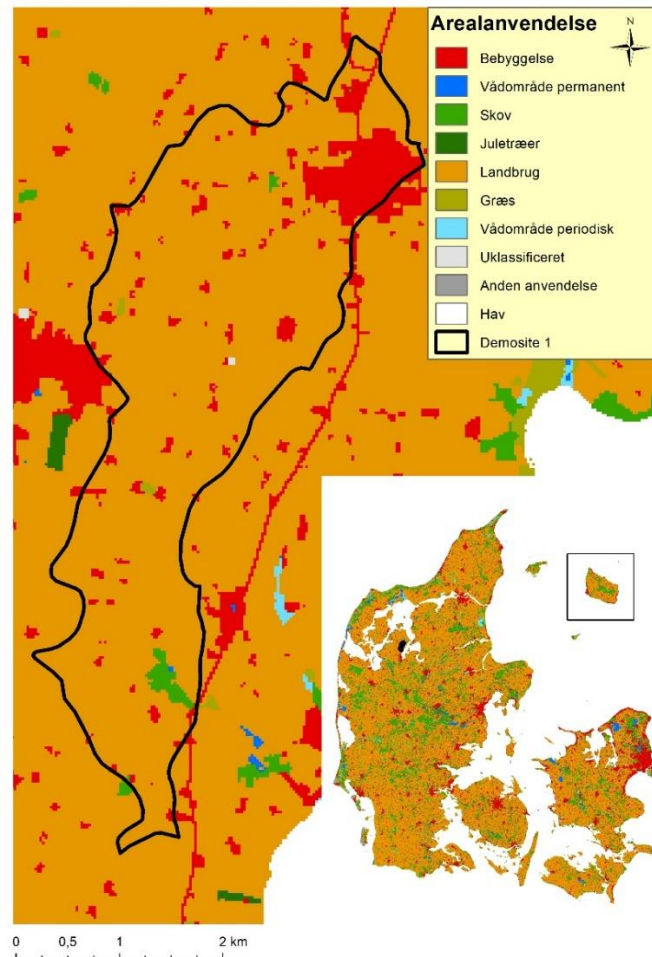 Arealanvendelse
N
Bebyggelse
Vådområde permanent
Skov
Juletræer
Landbrug
Græs
Vådområde periodisk
Uklassificeret
Anden anvendelse
Hav
Demosite 1
0 0,5 1 2 km